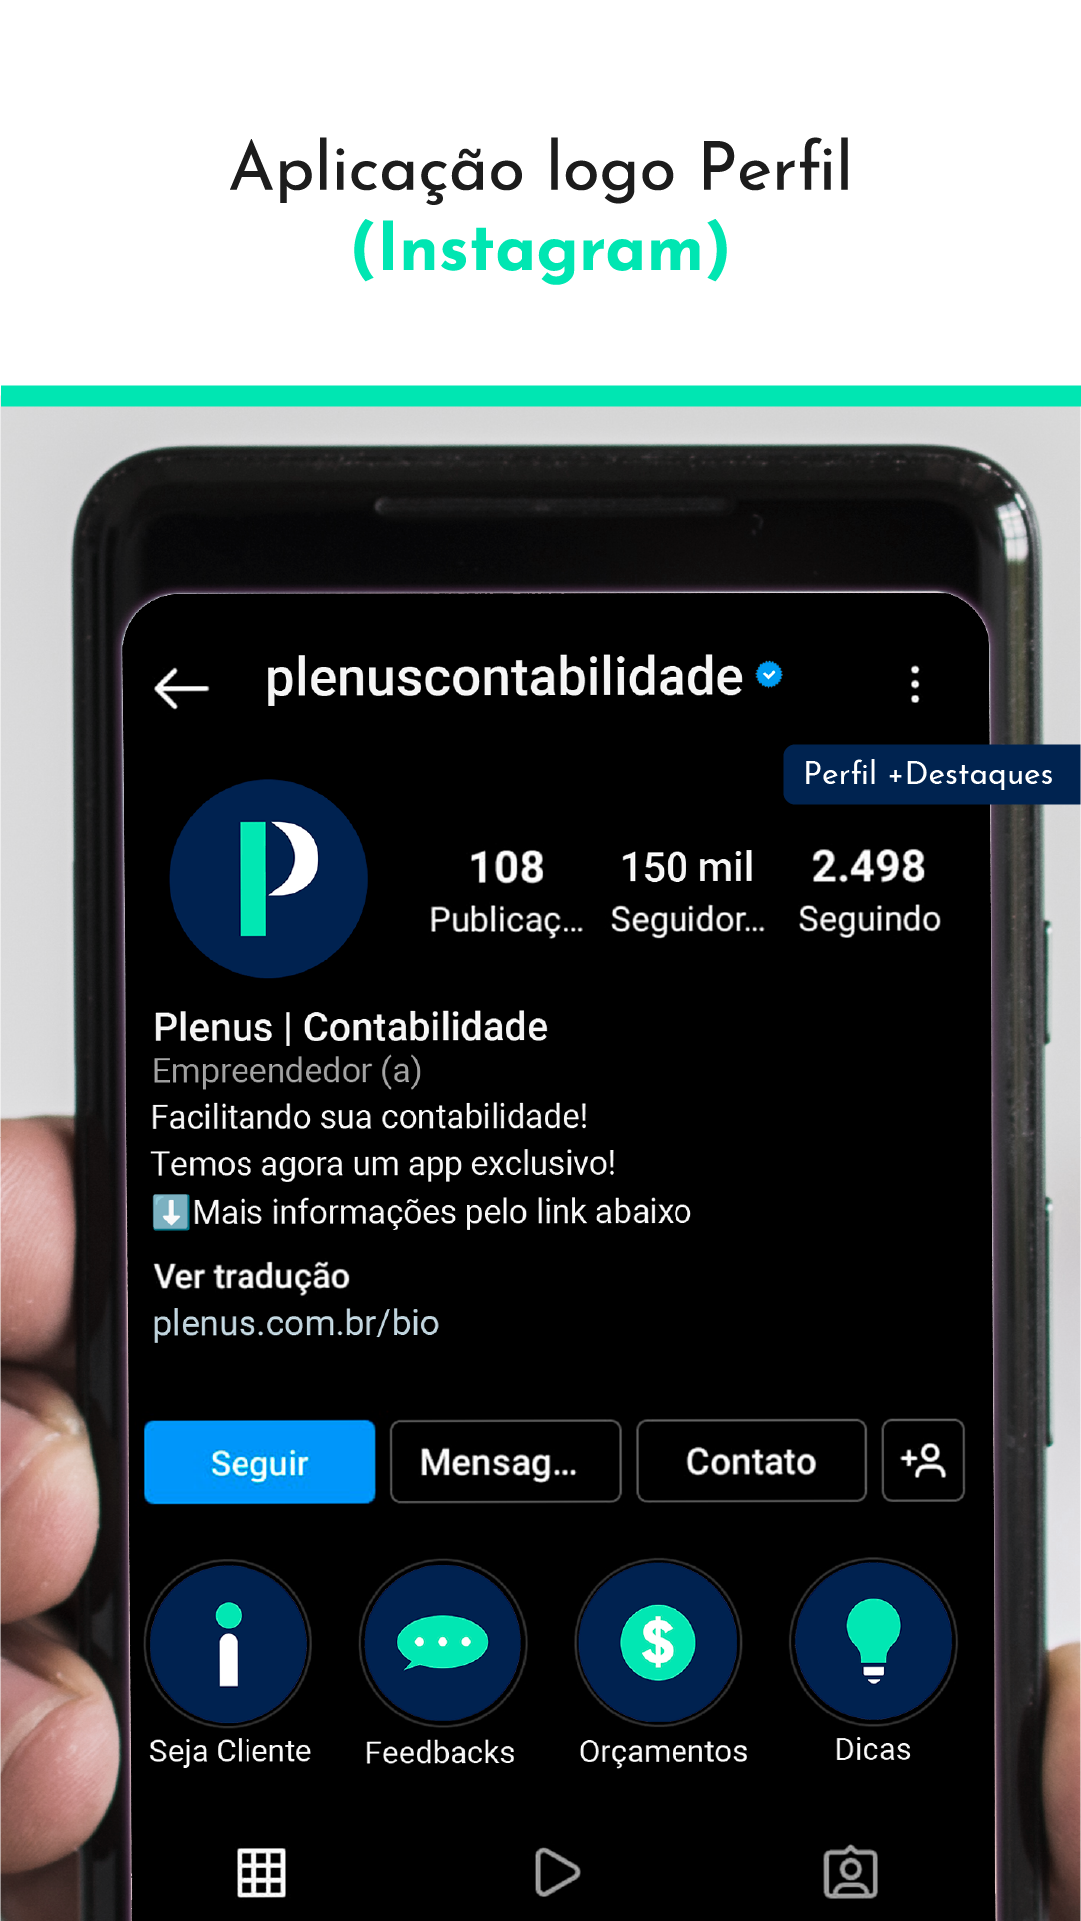 Aplicação logo Perfil
(Instagram)
plenuscontabilidade
Perfil +Destaques
P
108 150 mil 2.498
Publicaç... Seguidor... Seguindo
Plenus | Contabilidade
Empreendedor (a)
Facilitando sua contabilidade!
Temos agora um app exclusivo!
⬇️Mais informações pelo link abaixo
Ver tradução
plenus.com.br/bio
Seguir Mensag... Contato
Seja Cliente Feedbacks Orçamentos Dicas